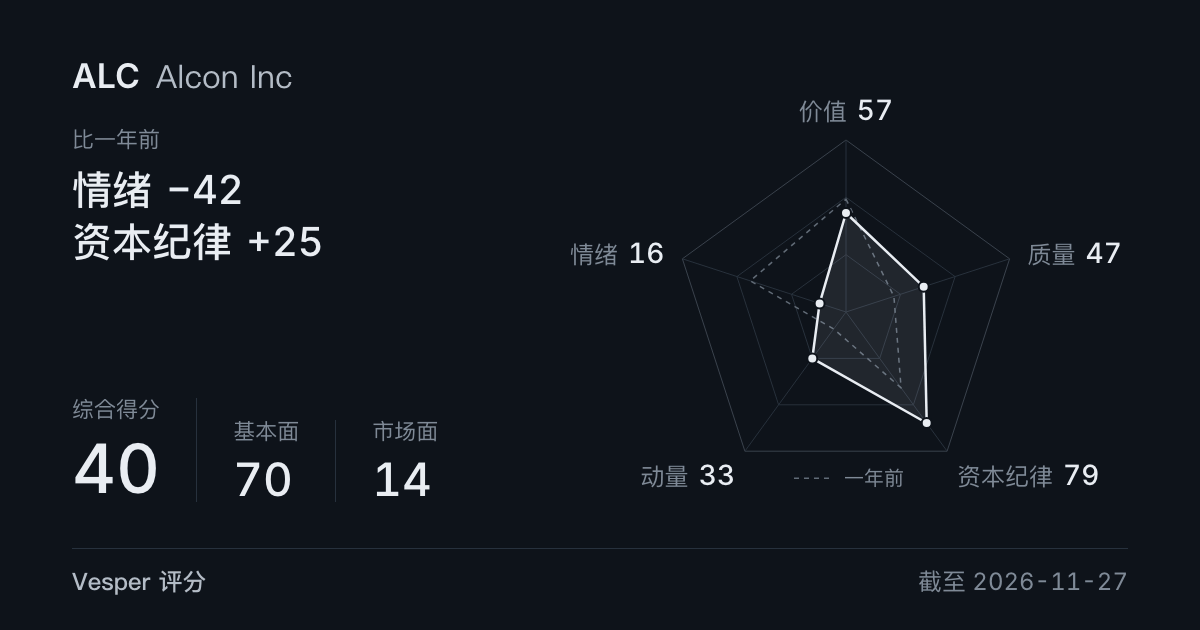 ALC Alcon Inc
比一年前
情绪 −42
资本纪律 +25
综合得分
40
基本面
70
市场面
14
价值 57
情绪 16
质量 47
动量 33
---- 一年前
资本纪律 79
Vesper 评分
截至 2026-11-27